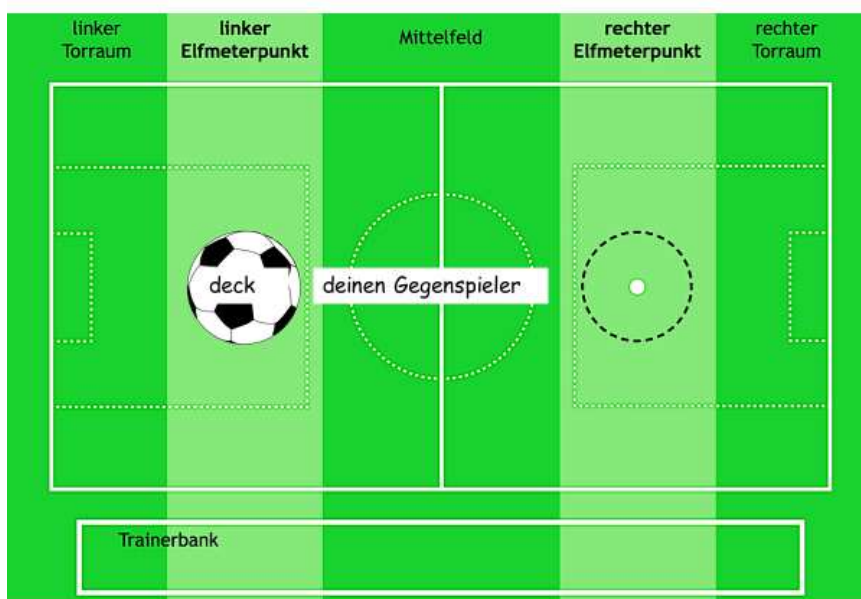 linker
Torraum
linker
Elfmeterpunkt
Mittelfeld
rechter
Elfmeterpunkt
rechter
Torraum
deck
deinen Gegenspieler
Trainerbank